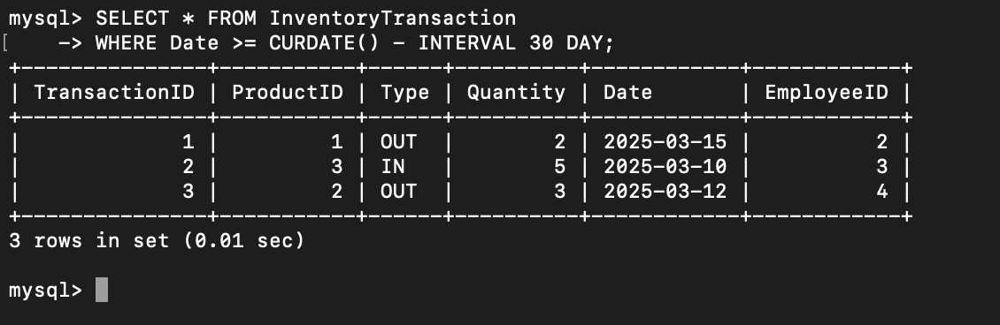 mysql> SELECT * FROM InventoryTransaction
[    -> WHERE Date >= CURDATE() - INTERVAL 30 DAY;
+---------------+-----------+------+----------+------------+------------+
| TransactionID | ProductID | Type | Quantity | Date       | EmployeeID |
+---------------+-----------+------+----------+------------+------------+
|             1 |         1 | OUT  |        2 | 2025-03-15 |          2 |
|             2 |         3 | IN   |        5 | 2025-03-10 |          3 |
|             3 |         2 | OUT  |        3 | 2025-03-12 |          4 |
+---------------+-----------+------+----------+------------+------------+
3 rows in set (0.01 sec)
mysql>